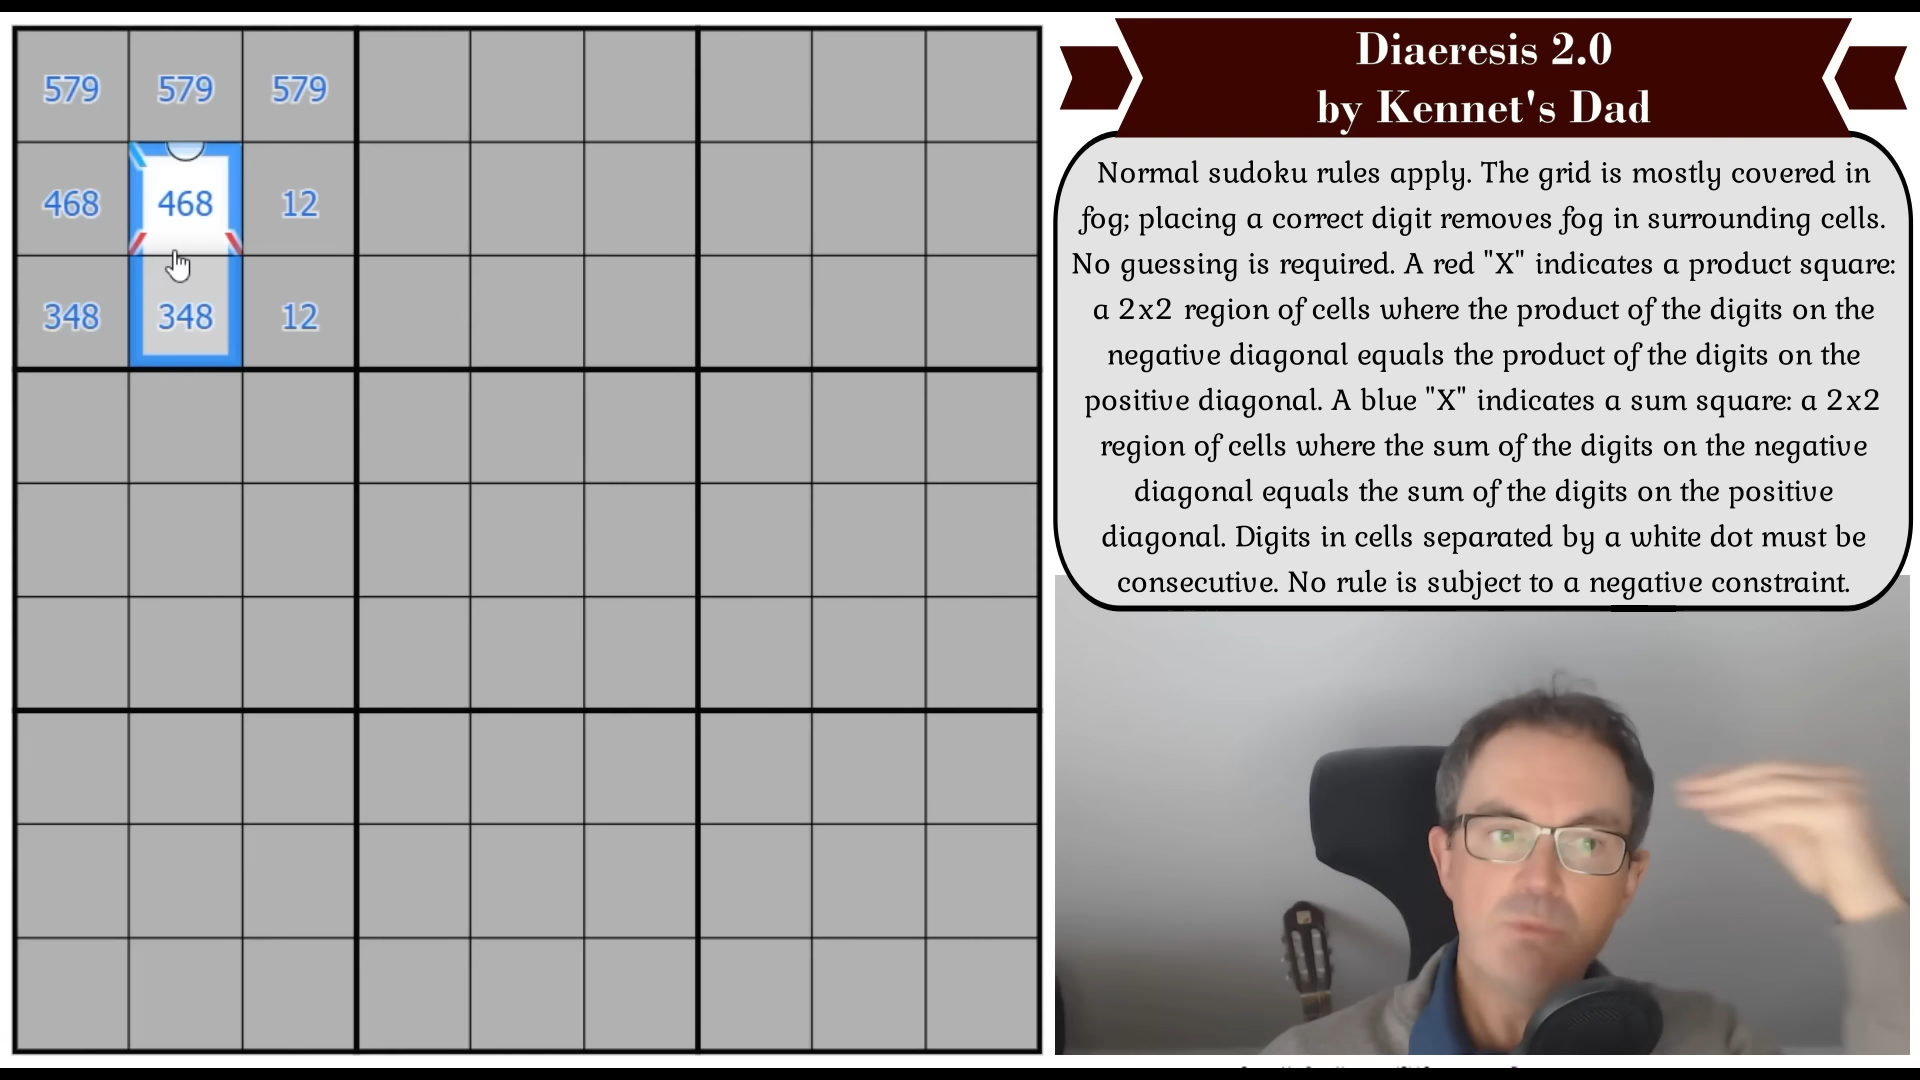 Diaeresis 2.0
by Kennet's Dad
Normal sudoku rules apply. The grid is mostly covered in
fog; placing a correct digit removes fog in surrounding cells.
No guessing is required. A red "X" indicates a product square:
a 2x2 region of cells where the product of the digits on the
negative diagonal equals the product of the digits on the
positive diagonal. A blue "X" indicates a sum square: a 2x2
region of cells where the sum of the digits on the negative
diagonal equals the sum of the digits on the positive
diagonal. Digits in cells separated by a white dot must be
consecutive. No rule is subject to a negative constraint.
579 579 579
468 468 12
348 348 12